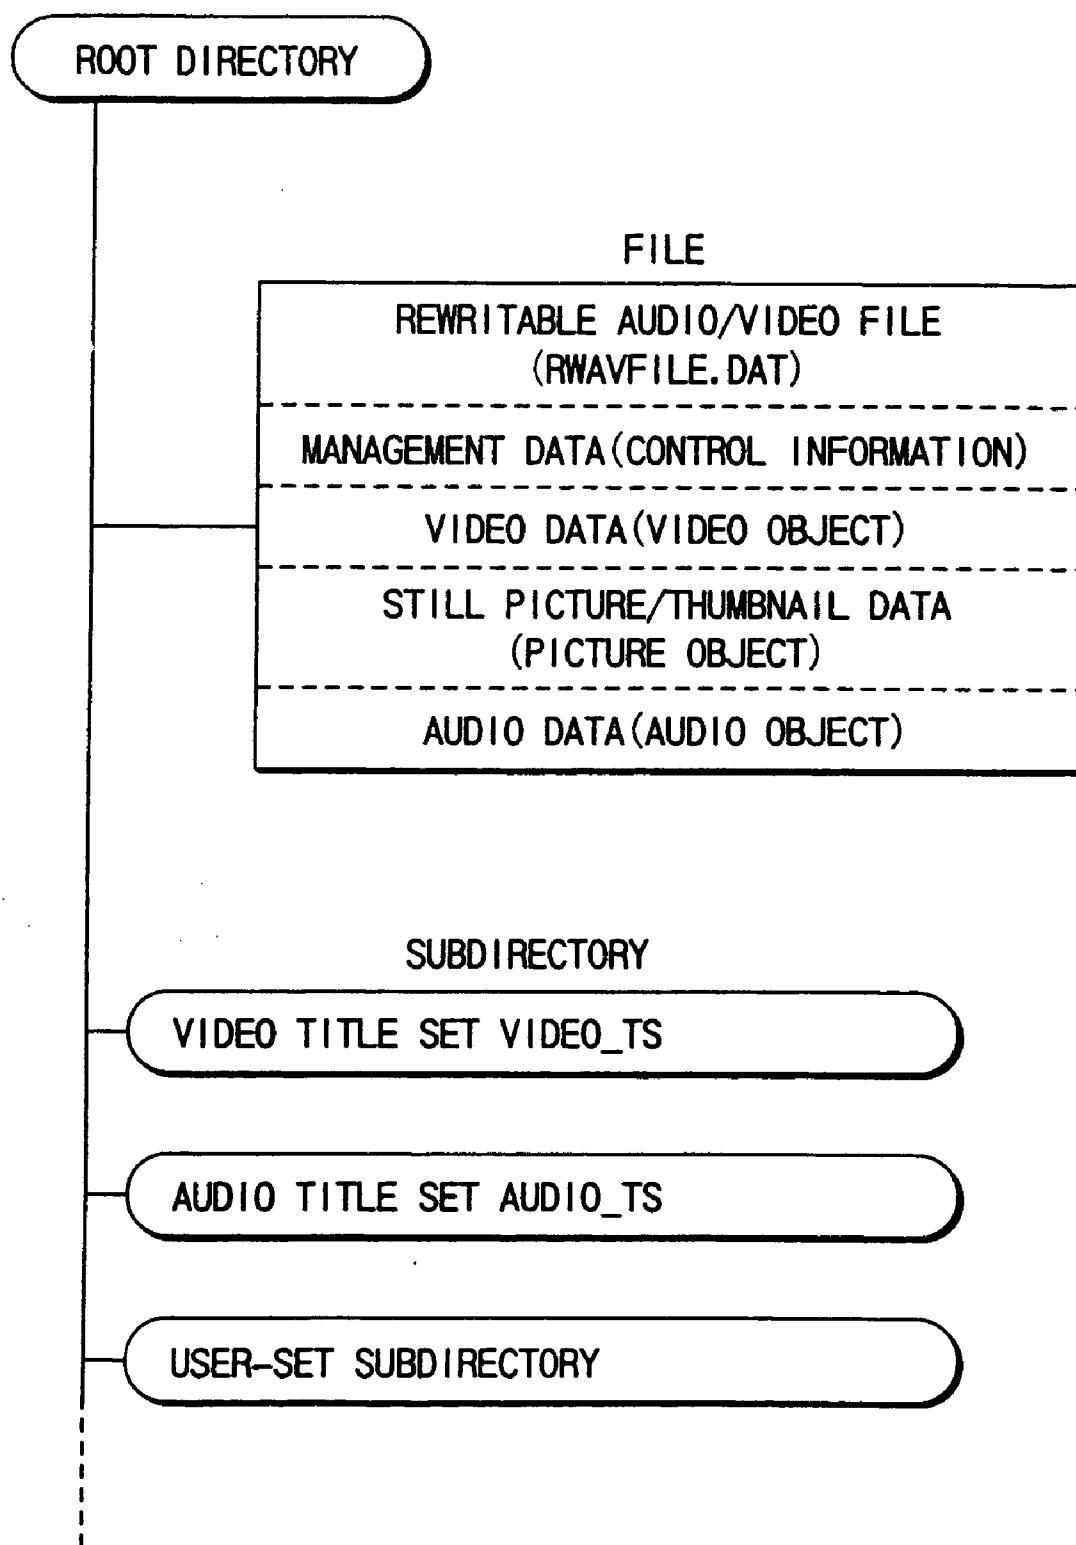 ROOT DIRECTORY
FILE
REWRITABLE AUDIO/VIDEO FILE
(RWAVFILE.DAT)
MANAGEMENT DATA(CONTROL INFORMATION)
VIDEO DATA(VIDEO OBJECT)
STILL PICTURE/THUMBNAIL DATA
(PICTURE OBJECT)
AUDIO DATA(AUDIO OBJECT)
SUBDIRECTORY
VIDEO TITLE SET VIDEO_TS
AUDIO TITLE SET AUDIO_TS
USER-SET SUBDIRECTORY